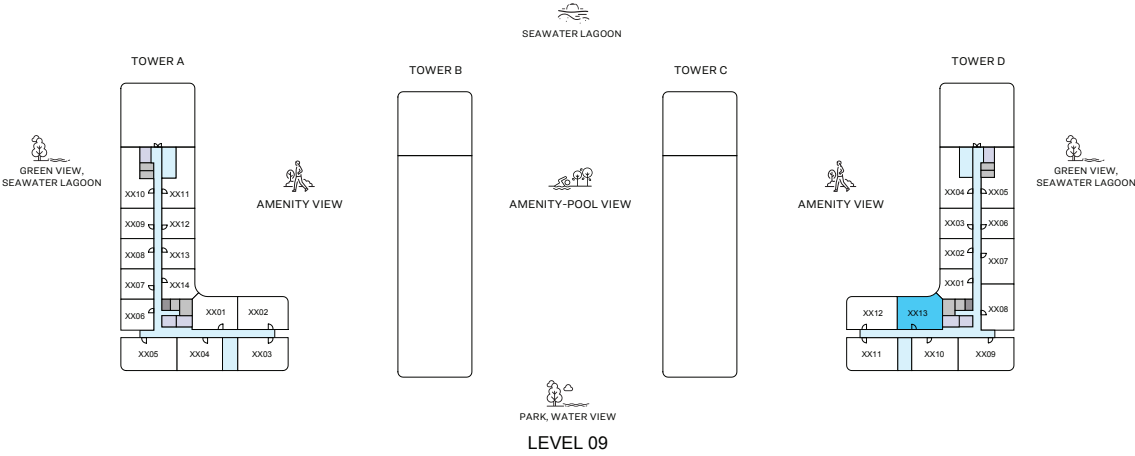 SEAWATER LAGOON
TOWER A
TOWER B
TOWER C
TOWER D
GREEN VIEW,
SEAWATER LAGOON
AMENITY VIEW
AMENITY-POOL VIEW
AMENITY VIEW
GREEN VIEW,
SEAWATER LAGOON
XX10
XX11
XX09
XX12
XX08
XX13
XX07
XX14
XX06
XX01
XX02
XX05
XX04
XX03
XX04
XX05
XX03
XX06
XX02
XX07
XX01
XX12
XX13
XX08
XX11
XX10
XX09
PARK, WATER VIEW
LEVEL 09